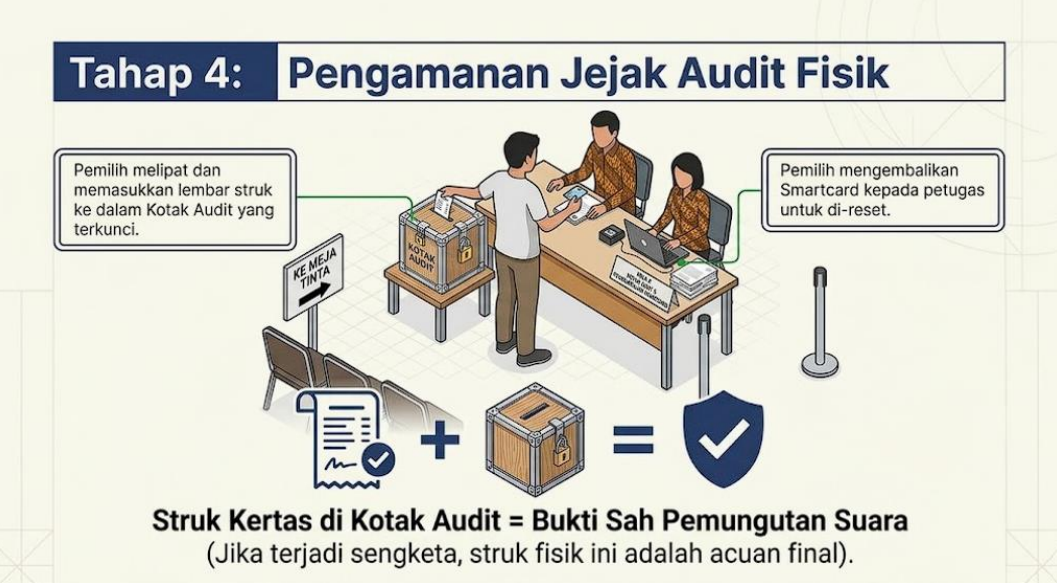 Tahap 4: Pengamanan Jejak Audit Fisik
Pemilih melipat dan
memasukkan lembar struk
ke dalam Kotak Audit yang
terkunci.
Pemilih mengembalikan
Smartcard kepada petugas
untuk di-reset.
KOTAK
AUDIT
KE MEJA
TINTA
Struk Kertas di Kotak Audit = Bukti Sah Pemungutan Suara
(Jika terjadi sengketa, struk fisik ini adalah acuan final).